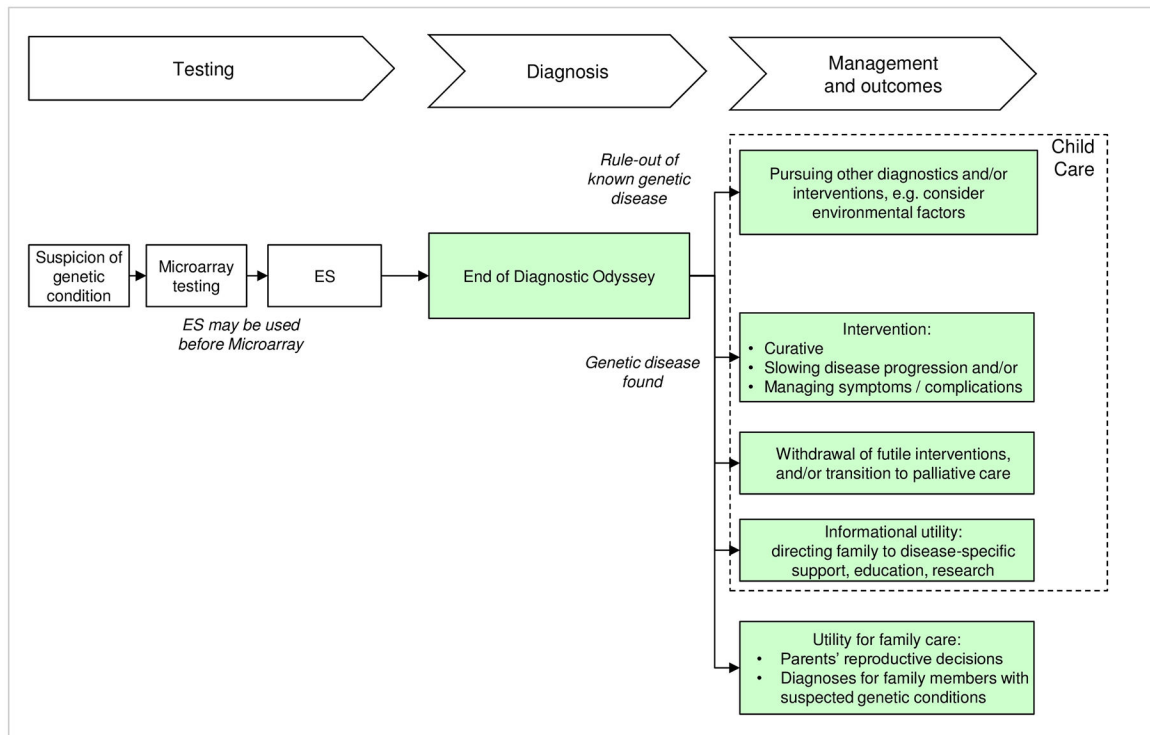 Testing
Diagnosis
Management
and outcomes
Child
Care
Rule-out of
known genetic
disease
Pursuing other diagnostics and/or
interventions, e.g. consider
environmental factors
Suspicion of
genetic
condition
Microarray
testing
ES
End of Diagnostic Odyssey
ES may be used
before Microarray
Genetic disease
found
Intervention:
• Curative
• Slowing disease progression and/or
• Managing symptoms / complications
Withdrawal of futile interventions,
and/or transition to palliative care
Informational utility:
directing family to disease-specific
support, education, research
Utility for family care:
• Parents’ reproductive decisions
• Diagnoses for family members with
suspected genetic conditions